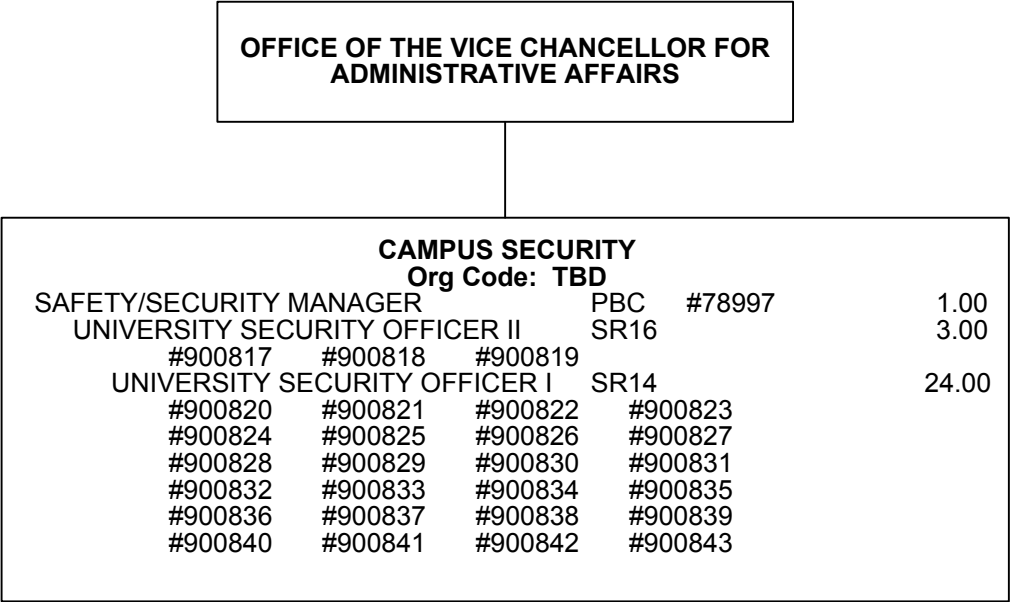 OFFICE OF THE VICE CHANCELLOR FOR
ADMINISTRATIVE AFFAIRS
CAMPUS SECURITY
Org Code: TBD
SAFETY/SECURITY MANAGER PBC #78997 1.00
UNIVERSITY SECURITY OFFICER II SR16 3.00
#900817 #900818 #900819
UNIVERSITY SECURITY OFFICER I SR14 24.00
#900820 #900821 #900822 #900823
#900824 #900825 #900826 #900827
#900828 #900829 #900830 #900831
#900832 #900833 #900834 #900835
#900836 #900837 #900838 #900839
#900840 #900841 #900842 #900843